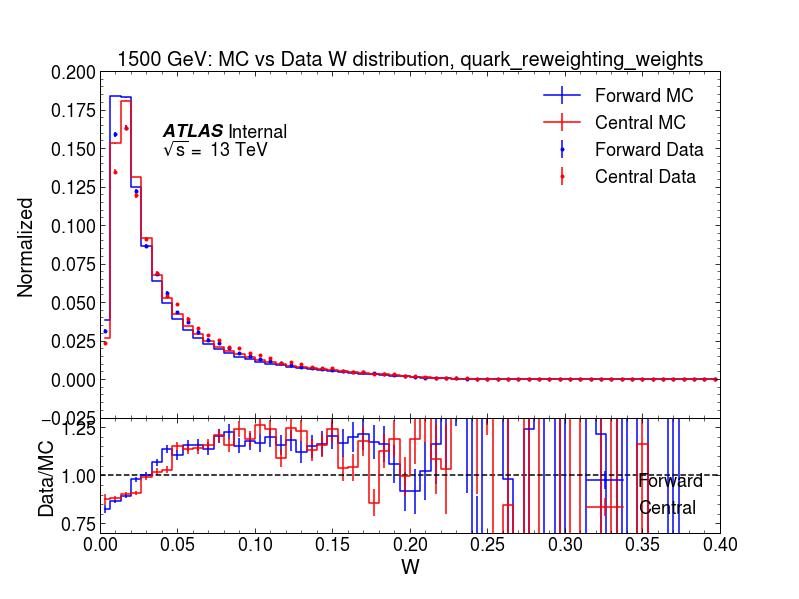 1500 GeV: MC vs Data W distribution, quark_reweighting_weights
0.200
0.175
0.150
0.125
0.100
0.075
0.050
0.025
0.000
−0.025
Normalized
ATLAS Internal
√s = 13 TeV
Forward MC
Central MC
Forward Data
Central Data
1.25
1.00
0.75
Data/MC
Forward
Central
0.00 0.05 0.10 0.15 0.20 0.25 0.30 0.35 0.40
W